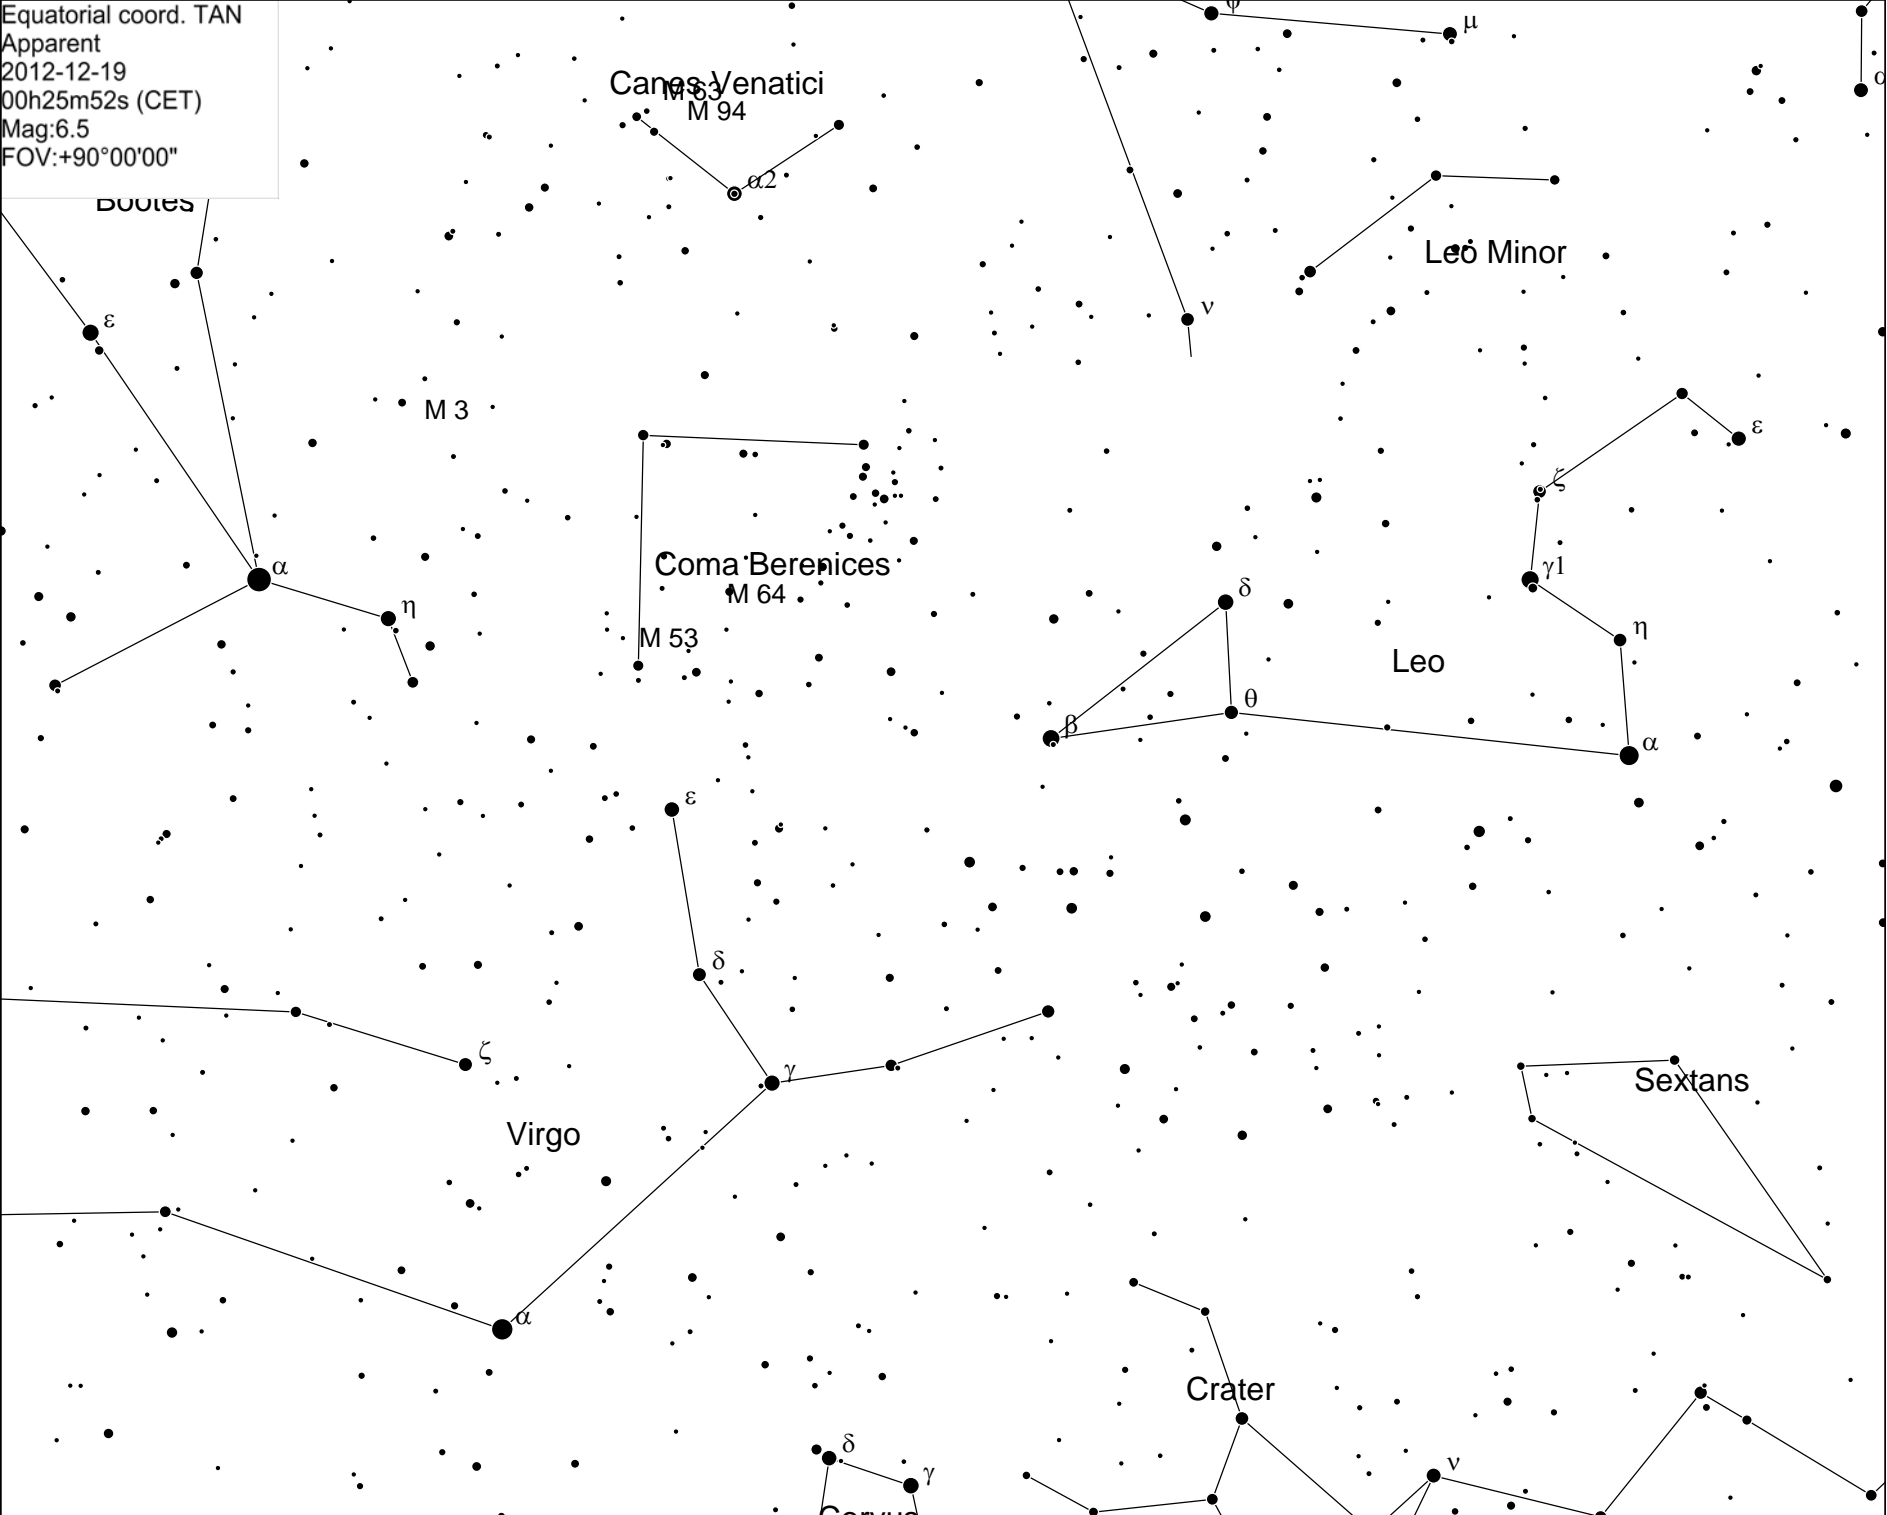 Equatorial coord. TAN
Apparent
2012-12-19
00h25m52s (CET)
Mag:6.5
FOV:+90°00'00"
ψ
μ
α
Canes Venatici
M 63
M 94
α2
Bootes
Leo Minor
ν
ε
M 3
ε
ζ
α
Coma Berenices
γ1
M 64
δ
η
η
M 53
Leo
θ
β
α
ε
δ
ζ
γ
Sextans
Virgo
α
Crater
δ
ν
γ
Corvus